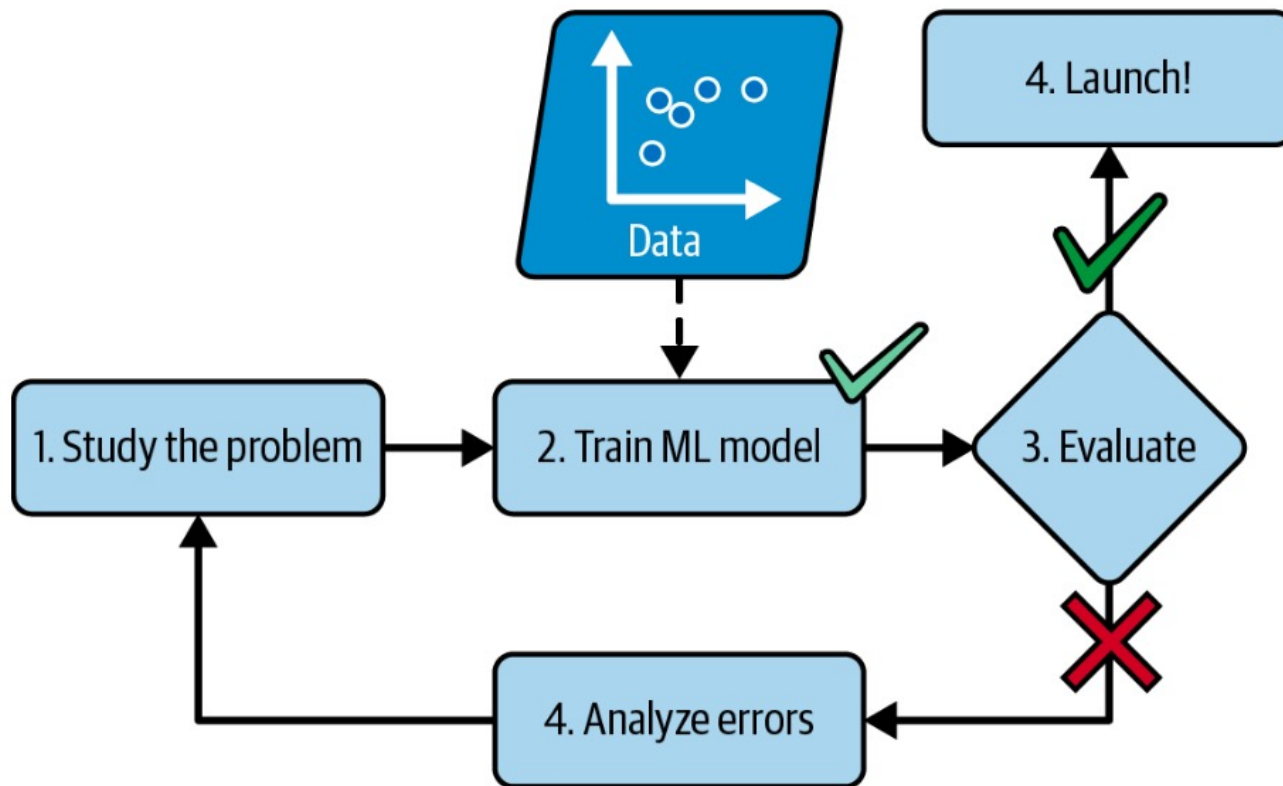 4. Launch!
Data
1. Study the problem
2. Train ML model
3. Evaluate
4. Analyze errors